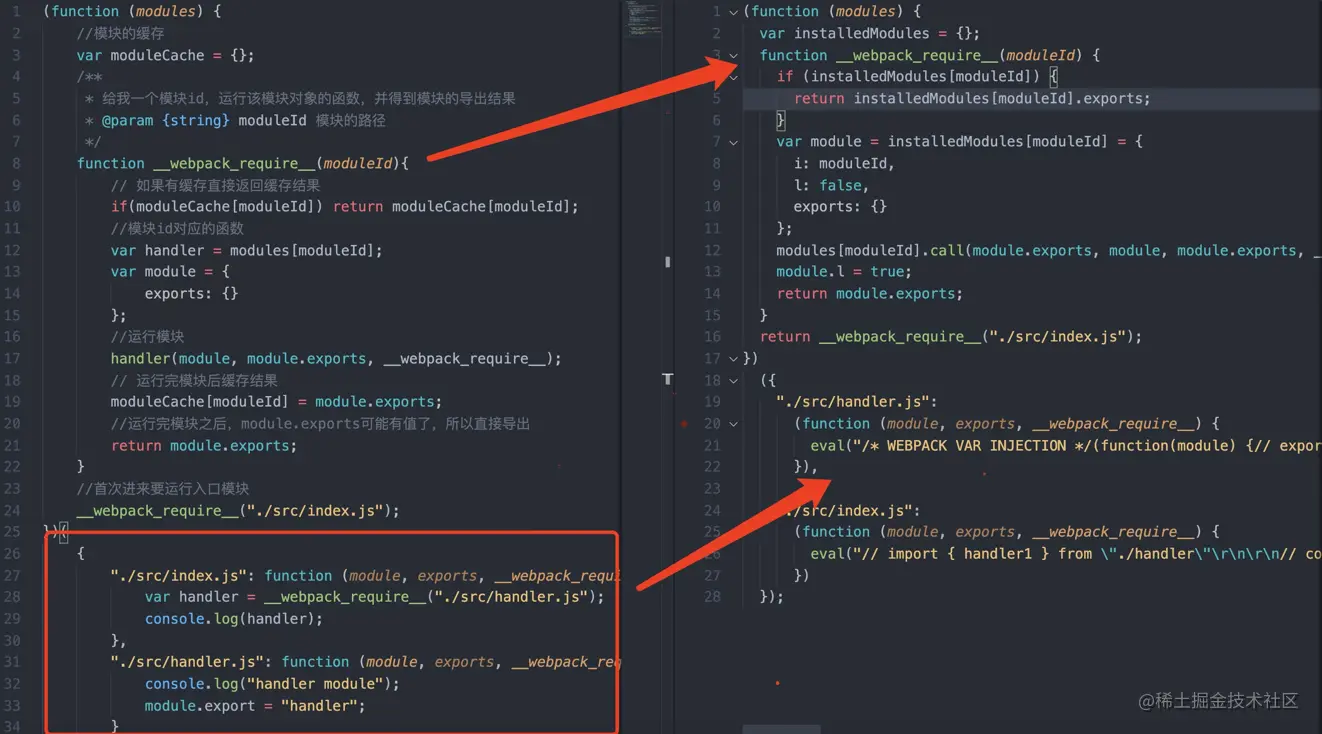 1 (function (modules) {
2 //模块的缓存
3 var moduleCache = {};
4 /**
5 * 给我一个模块id，运行该模块对象的函数，并得到模块的导出结果
6 * @param {string} moduleId 模块的路径
7 */
8 function __webpack_require__(moduleId){
9 // 如果有缓存直接返回缓存结果
10 if(moduleCache[moduleId]) return moduleCache[moduleId];
11 //模块id对应的函数
12 var handler = modules[moduleId];
13 var module = {
14 exports: {}
15 };
16 //运行模块
17 handler(module, module.exports, __webpack_require__);
18 // 运行完模块后缓存结果
19 moduleCache[moduleId] = module.exports;
20 //运行完模块之后，module.exports可能有值了，所以直接导出
21 return module.exports;
22 }
23 //首次进来要运行入口模块
24 __webpack_require__("./src/index.js");
25 })(
26 {
27 "./src/index.js": function (module, exports, __webpack_requi
28 var handler = __webpack_require__("./src/handler.js");
29 console.log(handler);
30 },
31 "./src/handler.js": function (module, exports, __webpack_req
32 console.log("handler module");
33 module.export = "handler";
34 }
1 (function (modules) {
2 var installedModules = {};
3 function __webpack_require__(moduleId) {
if (installedModules[moduleId]) {
5 return installedModules[moduleId].exports;
6 }
7 var module = installedModules[moduleId] = {
8 i: moduleId,
9 l: false,
10 exports: {}
11 };
12 modules[moduleId].call(module.exports, module, module.exports, _
13 module.l = true;
14 return module.exports;
15 }
16 return __webpack_require__("./src/index.js");
17 })
18 ({
19 "./src/handler.js":
20 (function (module, exports, __webpack_require__) {
21 eval("/* WEBPACK VAR INJECTION */(function(module) {// expor
22 }),
23
24 ./src/index.js":
25 (function (module, exports, __webpack_require__) {
26 eval("// import { handler1 } from \"./handler\"\r\n\r\n// co
27 })
28 });
@稀土掘金技术社区